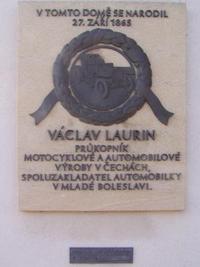 V TOMTO DOMĚ SE NARODIL
27. ZÁŘÍ 1865
VÁCLAV LAURIN
PRŮKOPNÍK
MOTOCYKLOVÉ A AUTOMOBILOVÉ
VÝROBY V ČECHÁCH,
SPOLUZAKLADATEL AUTOMOBILKY
V MLADÉ BOLESLAVI.